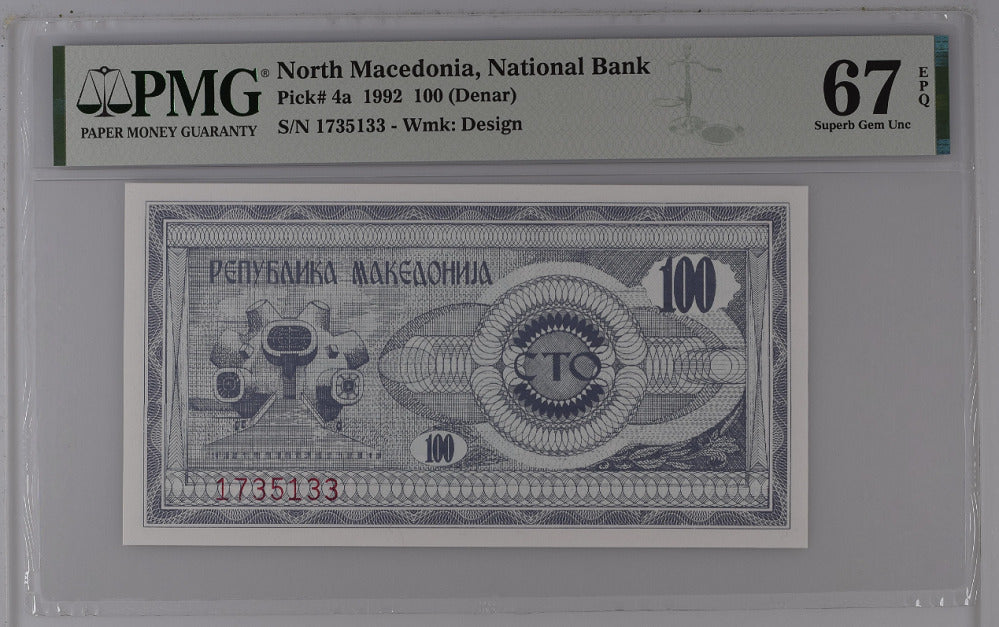 PMG®
PAPER MONEY GUARANTY
North Macedonia, National Bank
Pick# 4a 1992 100 (Denar)
S/N 1735133 - Wmk: Design
67
EPQ
Superb Gem Unc
РЕПУБЛИКА МАКЕДОНИЈА
100
СТО
100
1735133